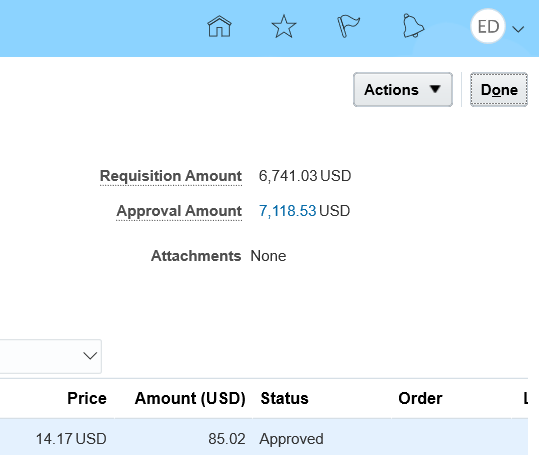 ED
Actions Done
Requisition Amount 6,741.03 USD
Approval Amount 7,118.53 USD
Attachments None
Price Amount (USD) Status Order
14.17 USD 85.02 Approved